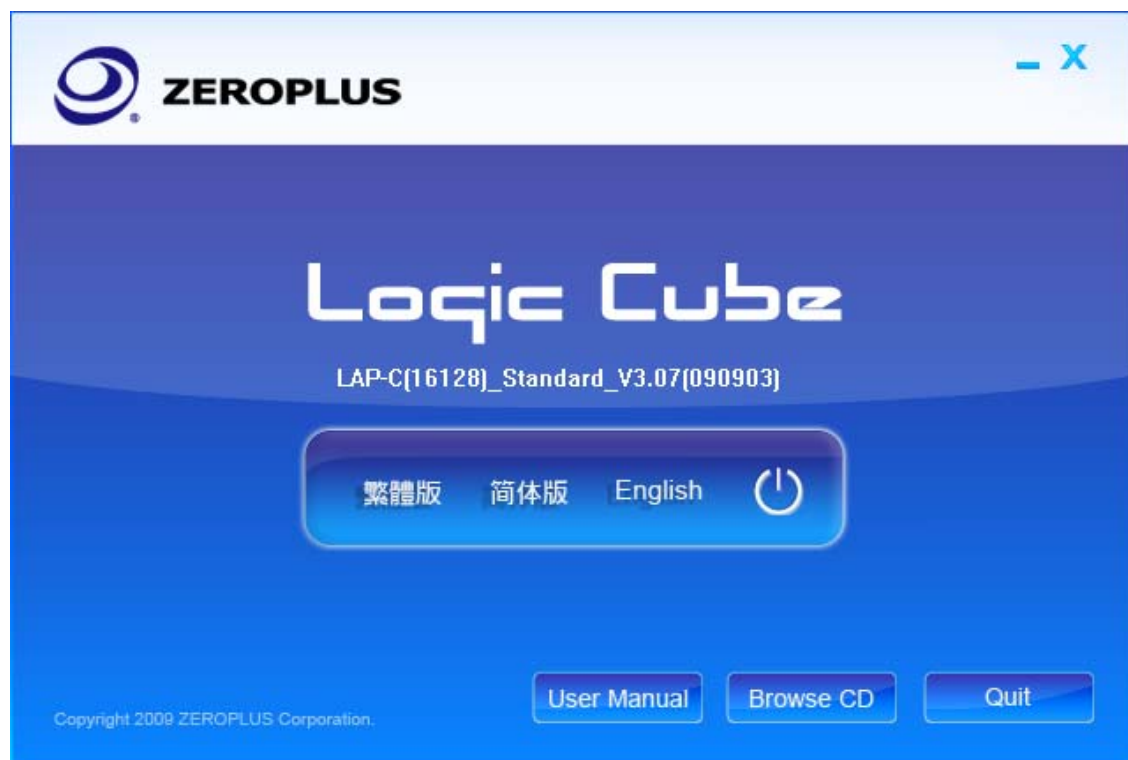 ZEROPLUS
Logic Cube
LAP-C(16128)_Standard_V3.07(090903)
繁體版 简体版 English
User Manual Browse CD Quit
Copyright 2009 ZEROPLUS Corporation.